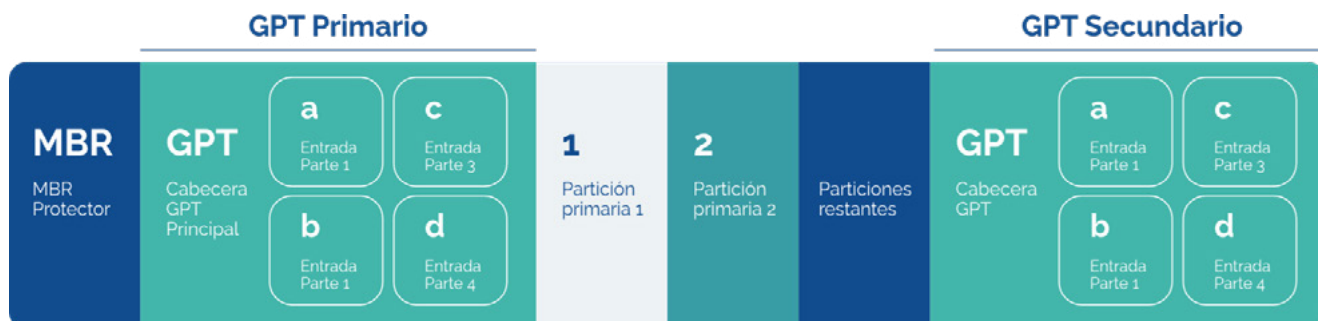 GPT Primario
GPT Secundario
MBR
MBR
Protector
GPT
Cabecera
GPT
Principal
a
Entrada
Parte 1
c
Entrada
Parte 3
b
Entrada
Parte 1
d
Entrada
Parte 4
1
Partición
primaria 1
2
Partición
primaria 2
Particiones
restantes
GPT
Cabecera
GPT
a
Entrada
Parte 1
c
Entrada
Parte 3
b
Entrada
Parte 1
d
Entrada
Parte 4